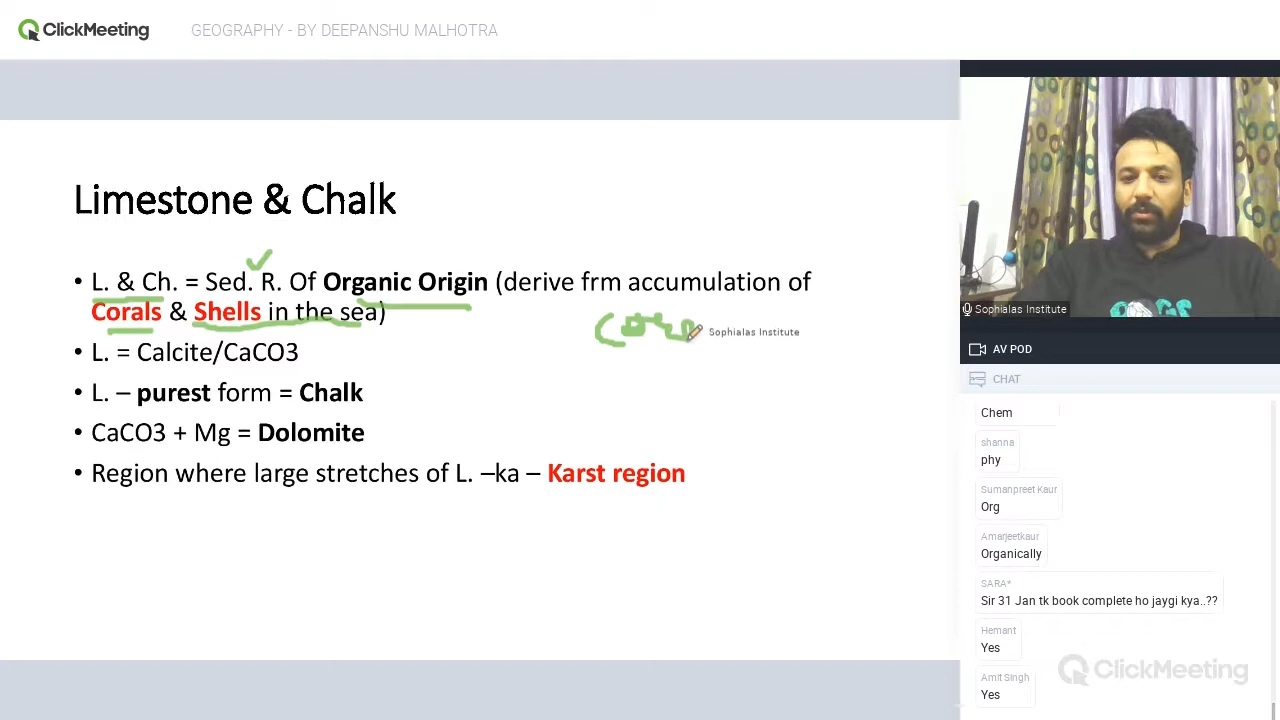 ClickMeeting
GEOGRAPHY - BY DEEPANSHU MALHOTRA
Limestone & Chalk
• L. & Ch. = Sed. R. Of Organic Origin (derive frm accumulation of
Corals & Shells in the sea)
• L. = Calcite/CaCO3
• L. – purest form = Chalk
• CaCO3 + Mg = Dolomite
• Region where large stretches of L. –ka – Karst region
Sophialas Institute
Sophialas Institute
AV POD
CHAT
Chem
shanna
phy
Sumanpreet Kaur
Org
Amarjeetkaur
Organically
SARA*
Sir 31 Jan tk book complete ho jaygi kya..??
Hemant
Yes
Amit Singh
Yes
ClickMeeting